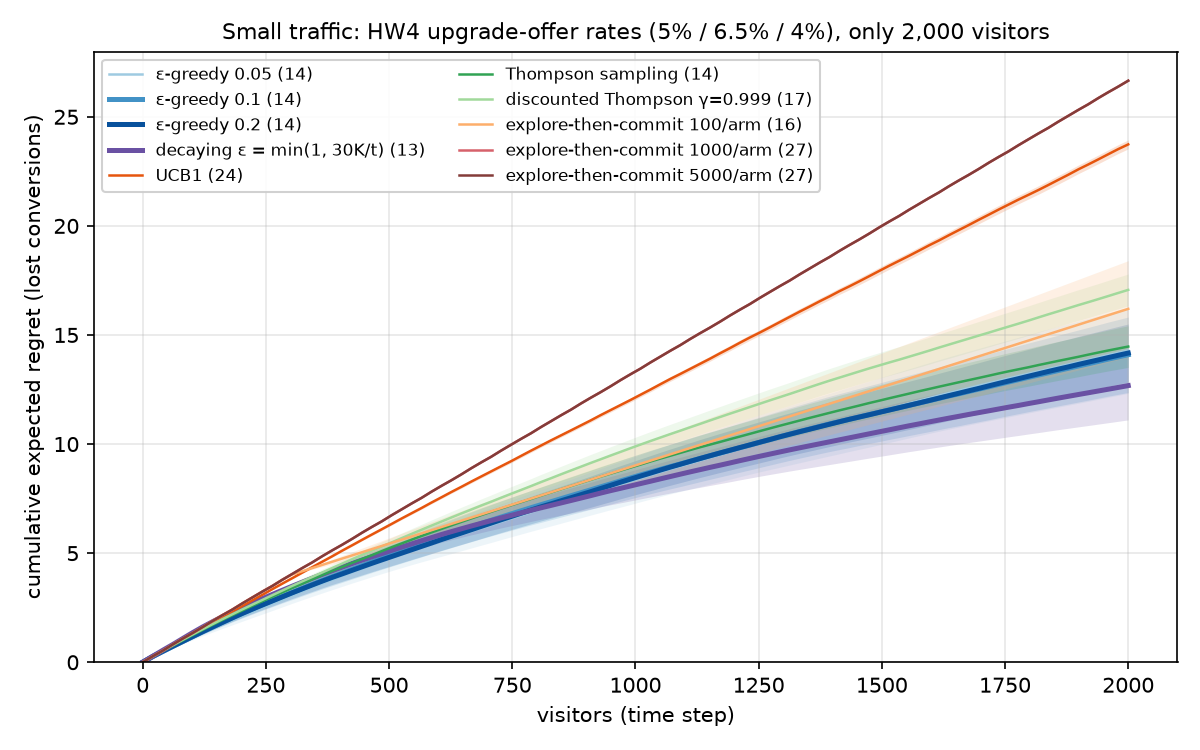 Small traffic: HW4 upgrade-offer rates (5% / 6.5% / 4%), only 2,000 visitors
ε-greedy 0.05 (14)
ε-greedy 0.1 (14)
ε-greedy 0.2 (14)
decaying ε = min(1, 30K/t) (13)
UCB1 (24)
Thompson sampling (14)
discounted Thompson γ=0.999 (17)
explore-then-commit 100/arm (16)
explore-then-commit 1000/arm (27)
explore-then-commit 5000/arm (27)
cumulative expected regret (lost conversions)
25
20
15
10
5
0
0 250 500 750 1000 1250 1500 1750 2000
visitors (time step)